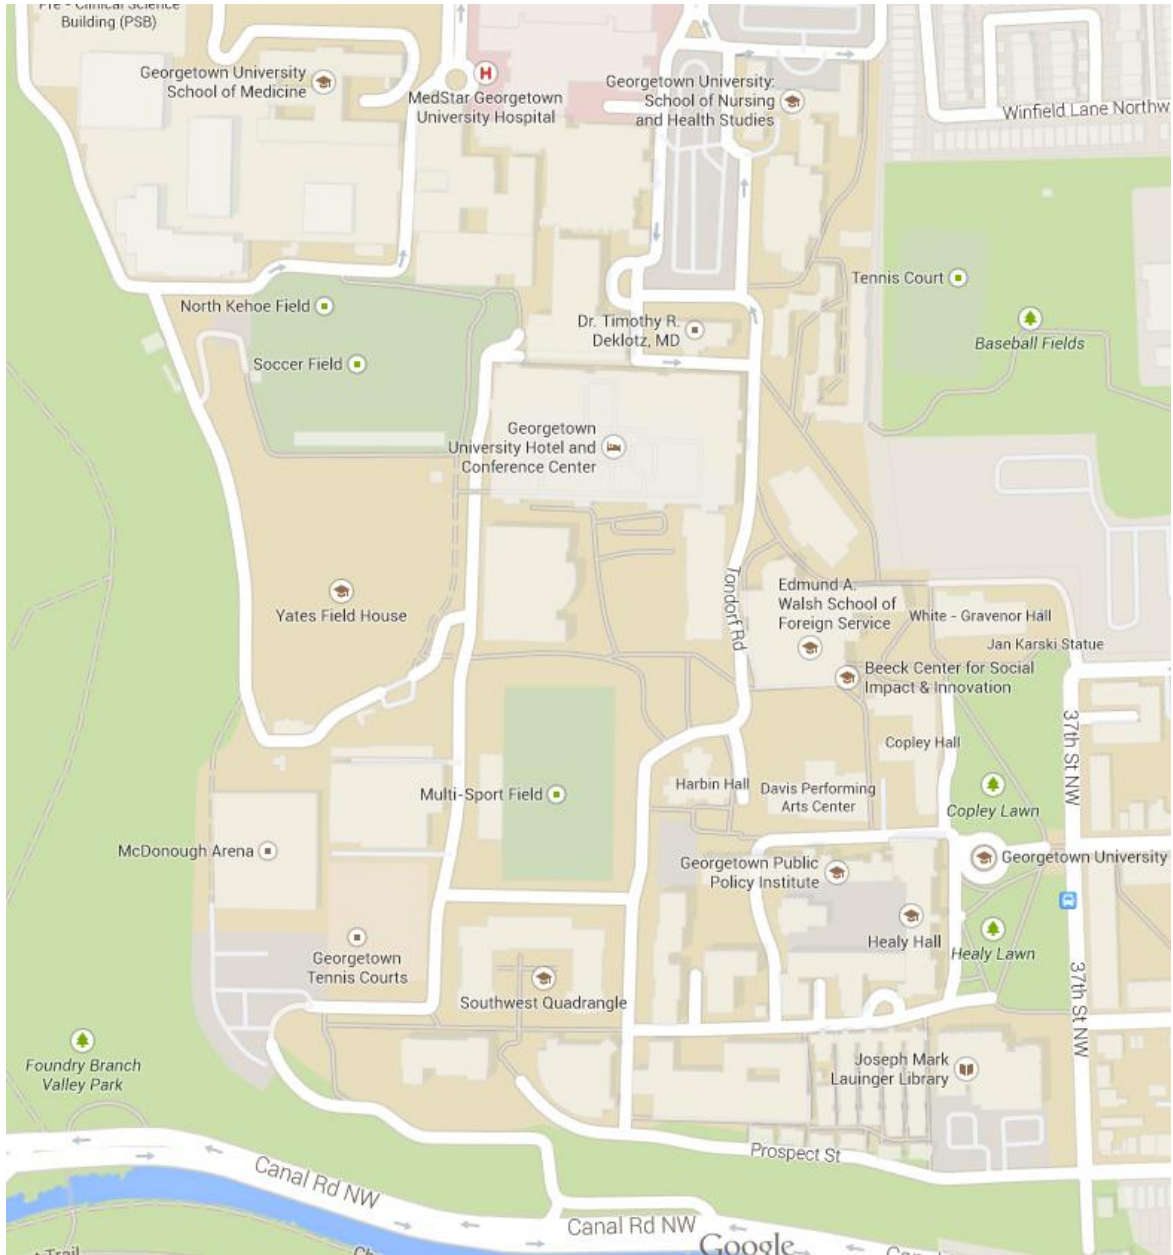 Pre - Clinical Science
Building (PSB)
Georgetown University
School of Medicine
H
MedStar Georgetown
University Hospital
Georgetown University:
School of Nursing
and Health Studies
Winfield Lane Northw
Tennis Court
North Kehoe Field
Dr. Timothy R.
Deklotz, MD
Baseball Fields
Soccer Field
Georgetown
University Hotel and
Conference Center
Tondorf Rd
Edmund A.
Walsh School of
Foreign Service
Yates Field House
White - Gravenor Hall
Jan Karski Statue
Beeck Center for Social
Impact & Innovation
37th St NW
Copley Hall
Harbin Hall
Davis Performing
Arts Center
Multi-Sport Field
Copley Lawn
McDonough Arena
Georgetown Public
Policy Institute
Georgetown University
Healy Hall
Healy Lawn
Georgetown
Tennis Courts
Southwest Quadrangle
37th St NW
Foundry Branch
Valley Park
Joseph Mark
Lauinger Library
Prospect St
Canal Rd NW
Canal Rd NW
Google
Trail